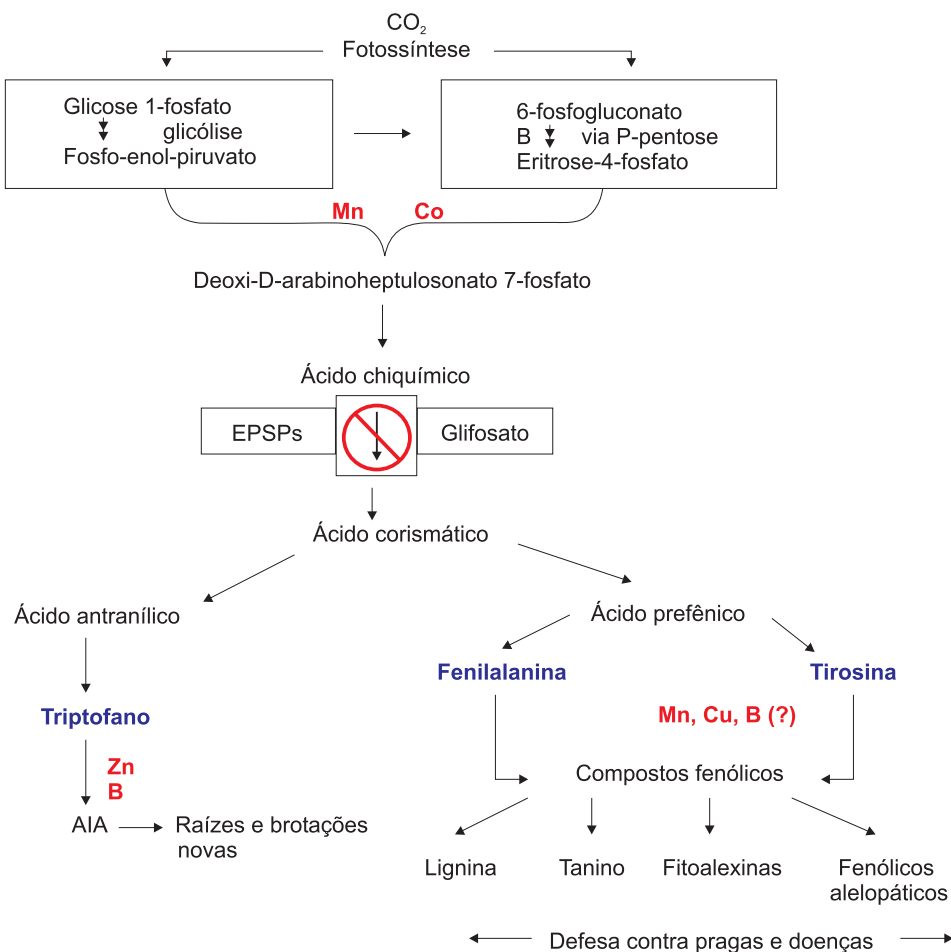 CO₂
Fotossíntese
Glicose 1-fosfato
glicólise
Fosfo-enol-piruvato
6-fosfogluconato
B via P-pentose
Eritrose-4-fosfato
Mn Co
Deoxi-D-arabinoheptulosonato 7-fosfato
Ácido chiquímico
EPSPs Glifosato
Ácido corismático
Ácido antranílico
Ácido prefênico
Fenilalanina Tirosina
Triptofano
Mn, Cu, B (?)
Zn
B
Compostos fenólicos
AIA Raízes e brotações
novas
Lignina Tanino Fitoalexinas Fenólicos
alelopáticos
Defesa contra pragas e doenças